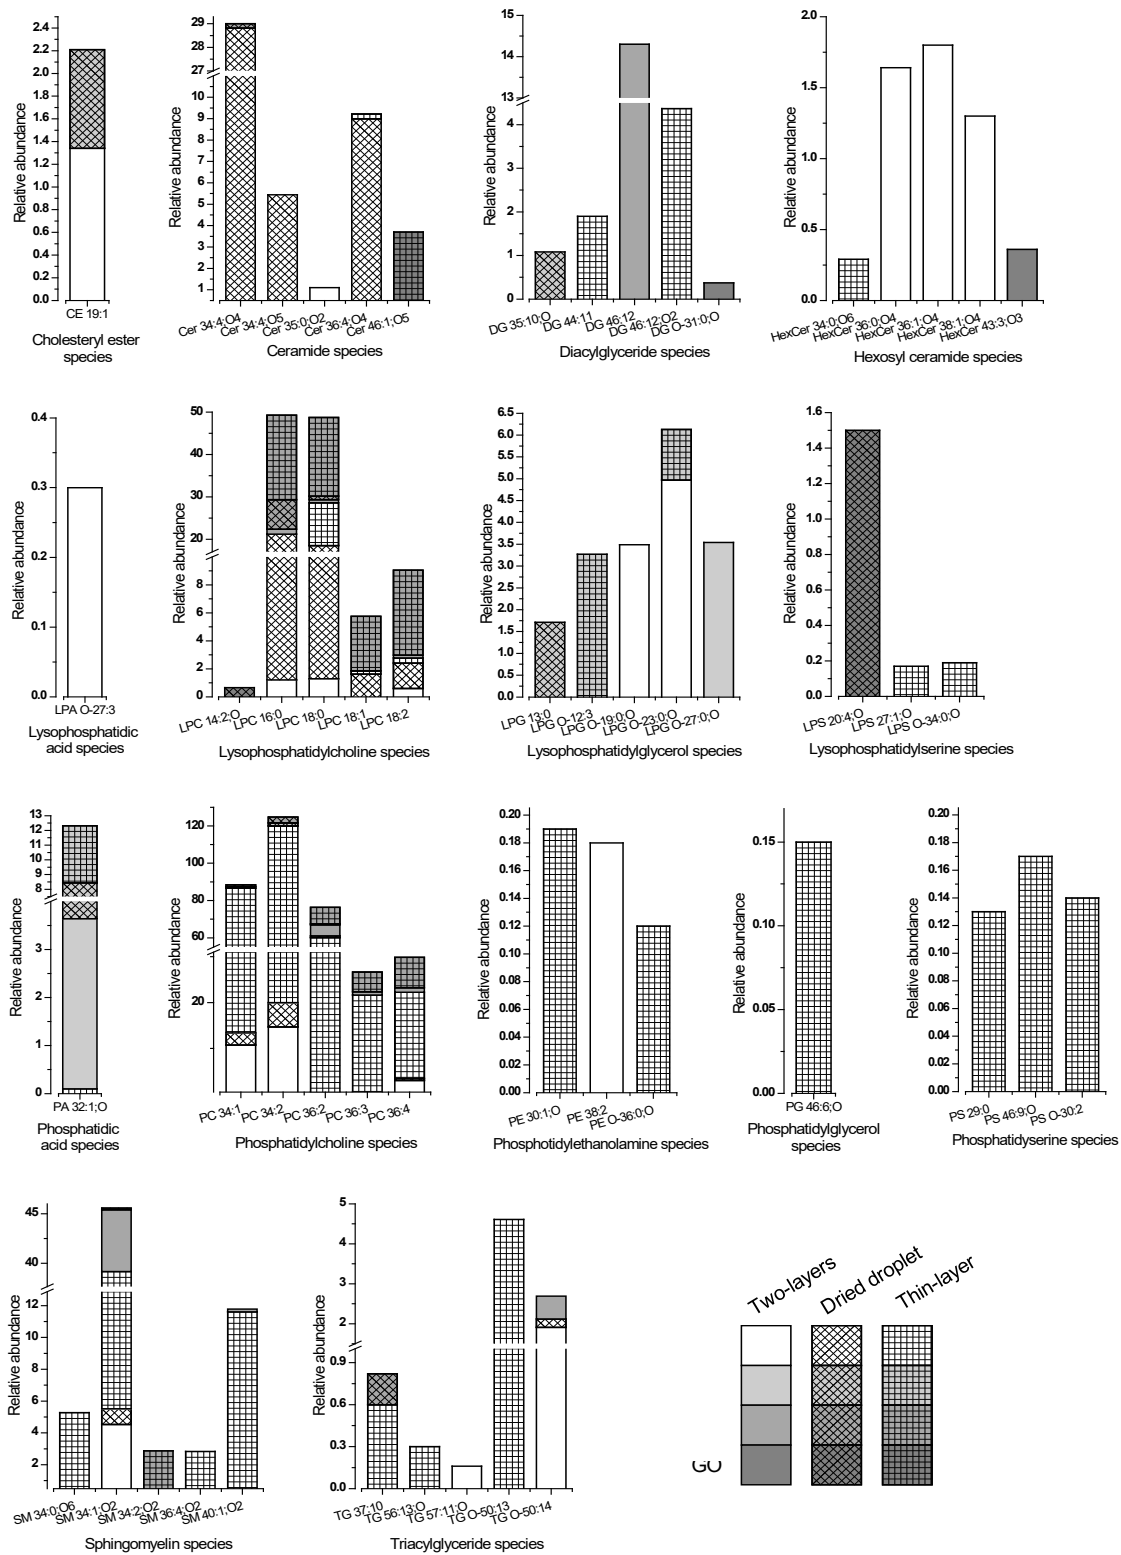 2.4
2.2
2.0
1.8
1.6
1.4
1.2
1.0
0.8
0.6
0.4
0.2
0.0
Relative abundance
CE 19:1
Cholesteryl ester
species
29
28
27
10
9
8
7
6
5
4
3
2
1
Relative abundance
Cer 34:4;O4
Cer 34:4;O5
Cer 35:0;O2
Cer 36:4;O4
Cer 46:1;O5
Ceramide species
15
14
13
4
3
2
1
0
Relative abundance
DG 35:10;O
DG 44:11
DG 46:12
DG 46:12;O2
DG O-31:0;O
Diacylglyceride species
2.0
1.5
1.0
0.5
0.0
Relative abundance
HexCer 34:0;O6
HexCer 36:0;O4
HexCer 36:1;O4
HexCer 38:1;O4
HexCer 43:3;O3
Hexosyl ceramide species
0.4
0.3
0.2
0.1
0.0
Relative abundance
LPA O-27:3
Lysophosphatidic
acid species
50
40
30
20
8
6
4
2
0
Relative abundance
LPC 14:2;O
LPC 16:0
LPC 18:0
LPC 18:1
LPC 18:2
Lysophosphatidylcholine species
6.5
6.0
5.5
5.0
4.5
4.0
3.5
3.0
2.5
2.0
1.5
1.0
0.5
0.0
Relative abundance
LPG 13:0
LPG O-12:3
LPG O-19:0;O
LPG O-23:0;O
LPG O-27:0;O
Lysophosphatidylglycerol species
1.6
1.4
1.2
1.0
0.8
0.6
0.4
0.2
0.0
Relative abundance
LPS 20:4;O
LPS 27:1;O
LPS O-34:0;O
Lysophosphatidylserine species
13
12
11
10
9
8
3
2
1
0
Relative abundance
PA 32:1;O
Phosphatidic
acid species
120
100
80
60
20
Relative abundance
PC 34:1
PC 34:2
PC 36:2
PC 36:3
PC 36:4
Phosphatidylcholine species
0.20
0.18
0.16
0.14
0.12
0.10
0.08
0.06
0.04
0.02
0.00
Relative abundance
PE 30:1;O
PE 38:2
PE O-36:0;O
Phosphotidylethanolamine species
0.15
0.10
0.05
0.00
Relative abundance
PG 46:6;O
Phosphatidylglycerol
species
0.20
0.18
0.16
0.14
0.12
0.10
0.08
0.06
0.04
0.02
0.00
Relative abundance
PS 29:0
PS 46:9;O
PS O-30:2
Phosphatidyserine species
45
40
12
10
8
6
4
2
Relative abundance
SM 34:0;O6
SM 34:1;O2
SM 34:2;O2
SM 36:4;O2
SM 40:1;O2
Sphingomyelin species
5
4
3
2
0.9
0.6
0.3
0.0
Relative abundance
TG 37:10
TG 56:13;O
TG 57:11;O
TG O-50:13
TG O-50:14
Triacylglyceride species
Two-layers
Dried droplet
Thin-layer
GO